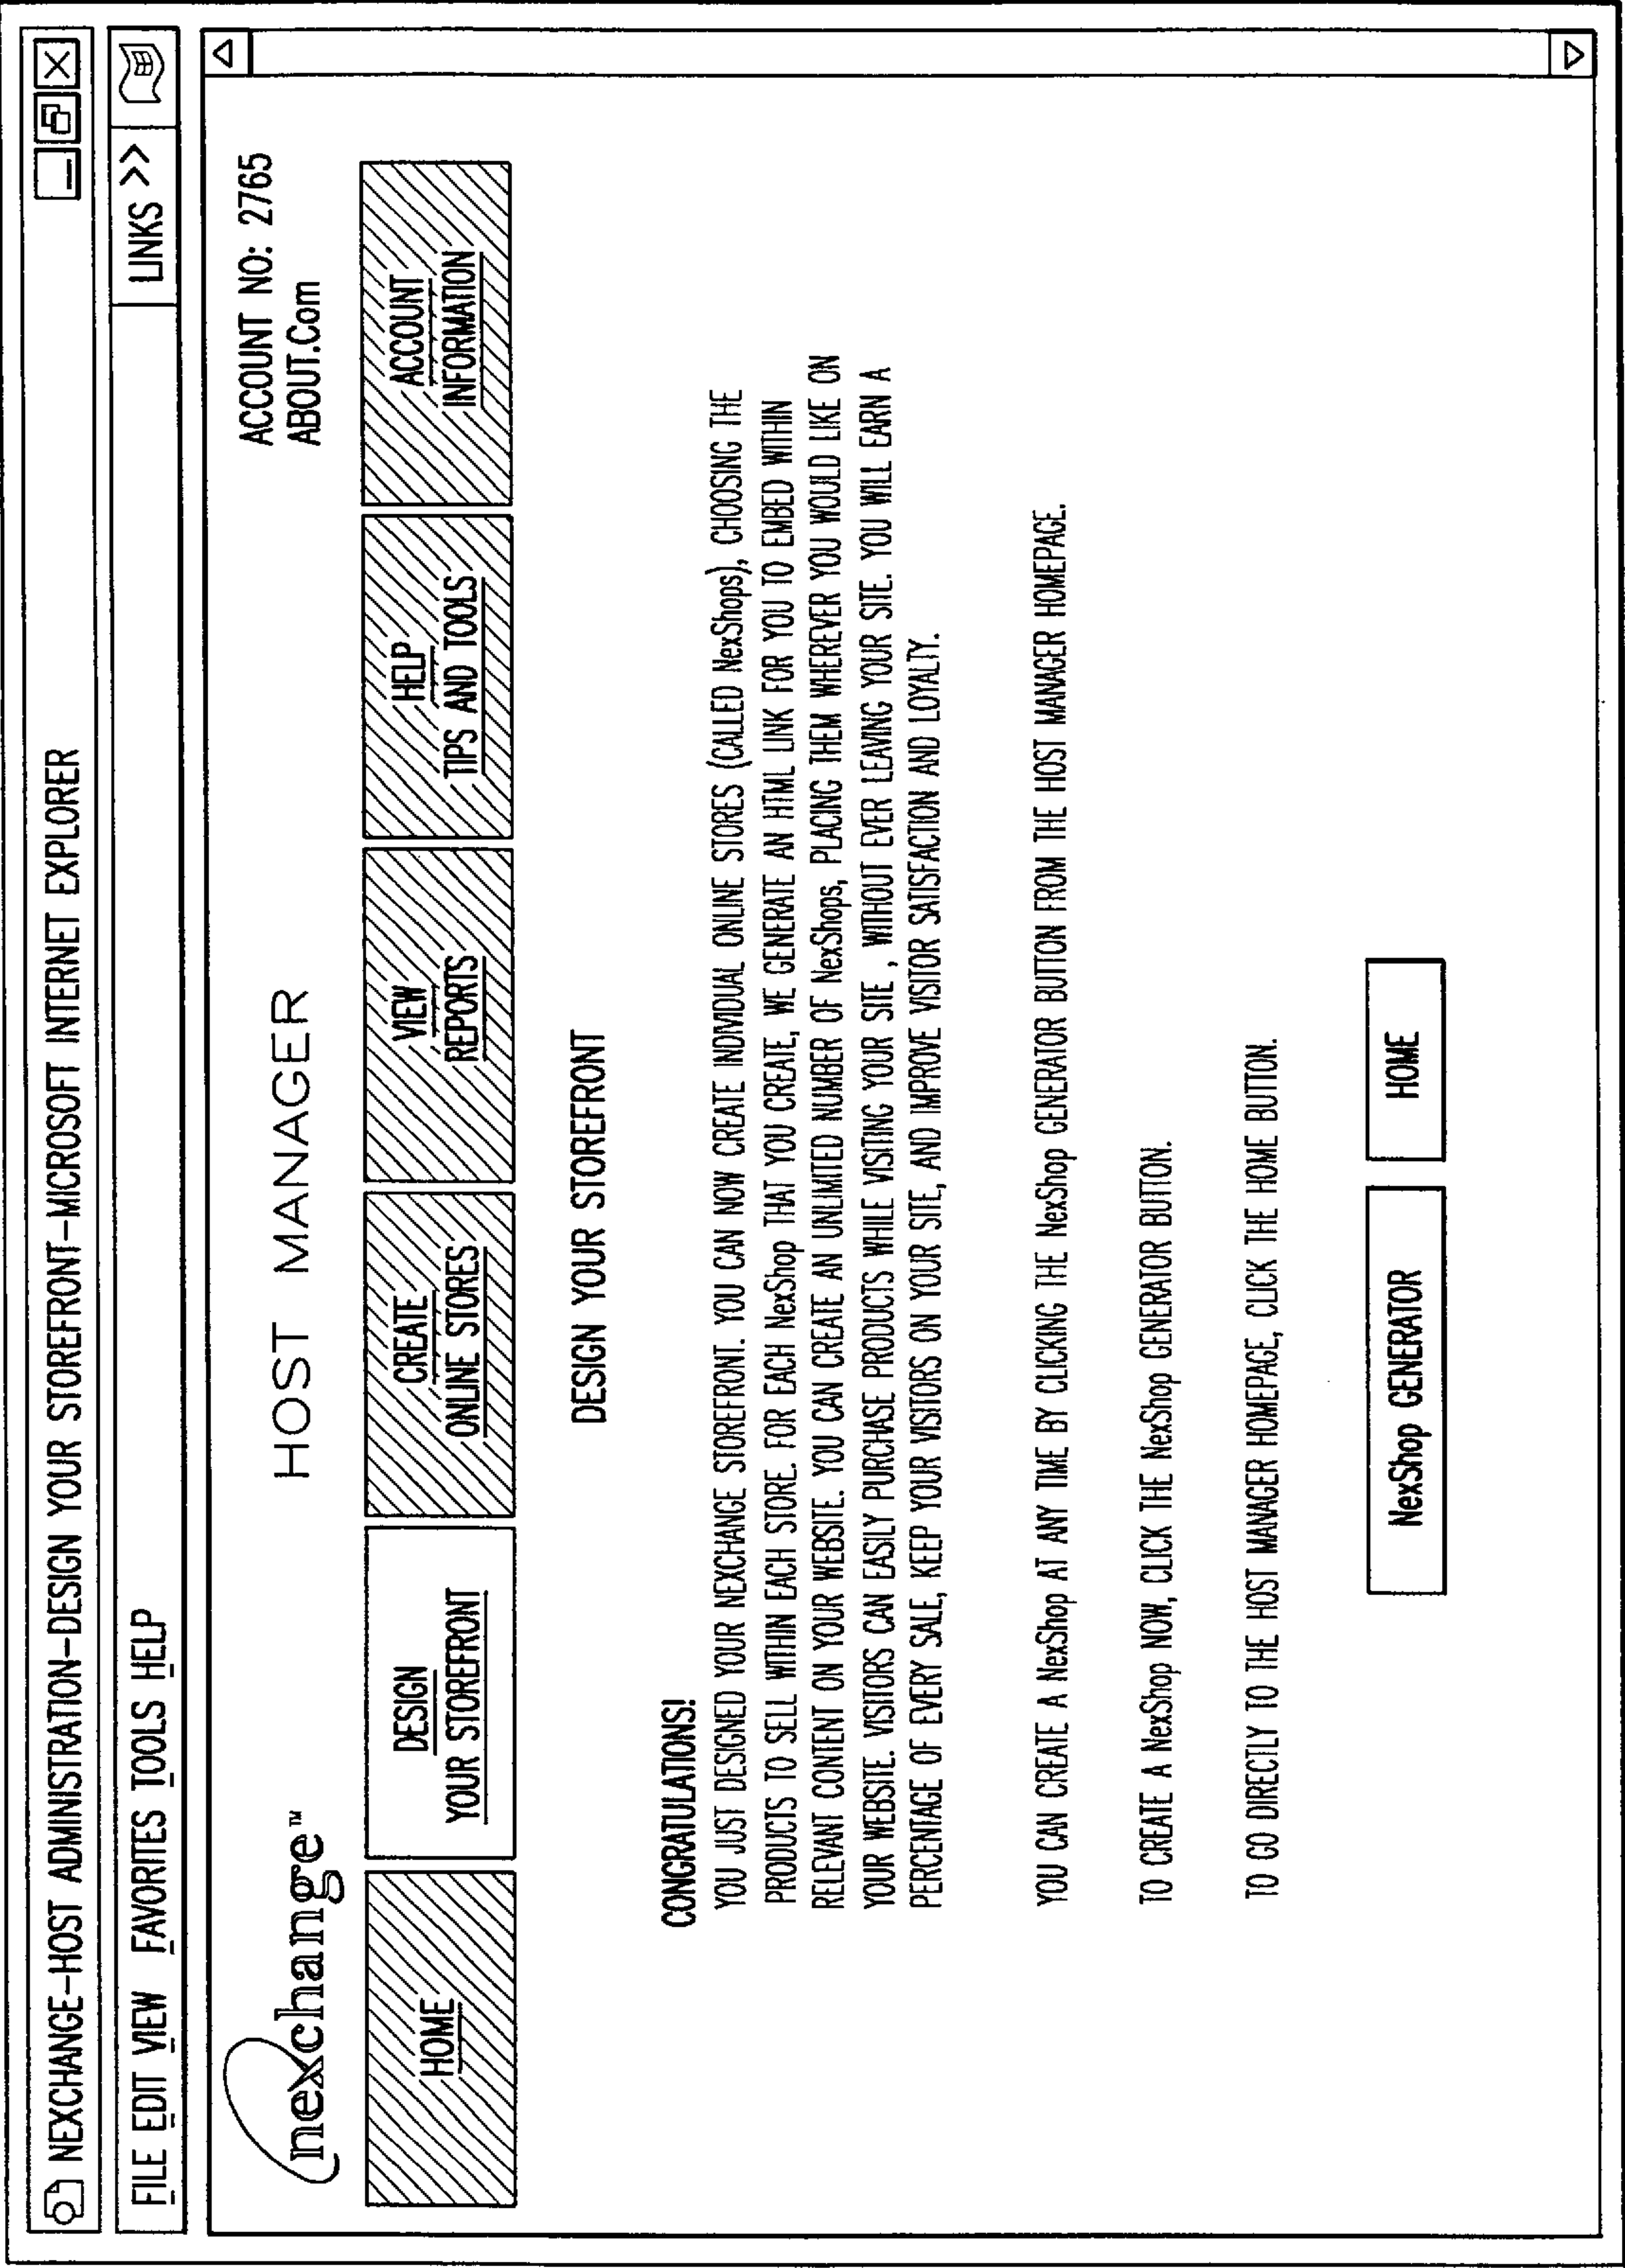 NEXCHANGE-HOST ADMINISTRATION-DESIGN YOUR STOREFRONT-MICROSOFT INTERNET EXPLORER
FILE EDIT VIEW FAVORITES TOOLS HELP
LINKS >>
nexchange™
HOST MANAGER
ACCOUNT NO: 2765
ABOUT.Com
HOME
DESIGN
YOUR STOREFRONT
CREATE
ONLINE STORES
VIEW
REPORTS
HELP
TIPS AND TOOLS
ACCOUNT
INFORMATION
DESIGN YOUR STOREFRONT
CONGRATULATIONS!
YOU JUST DESIGNED YOUR NEXCHANGE STOREFRONT. YOU CAN NOW CREATE INDIVIDUAL ONLINE STORES (CALLED NexShops), CHOOSING THE
PRODUCTS TO SELL WITHIN EACH STORE. FOR EACH NexShop THAT YOU CREATE, WE GENERATE AN HTML LINK FOR YOU TO EMBED WITHIN
RELEVANT CONTENT ON YOUR WEBSITE. YOU CAN CREATE AN UNLIMITED NUMBER OF NexShops, PLACING THEM WHEREVER YOU WOULD LIKE ON
YOUR WEBSITE. VISITORS CAN EASILY PURCHASE PRODUCTS WHILE VISITING YOUR SITE , WITHOUT EVER LEAVING YOUR SITE. YOU WILL EARN A
PERCENTAGE OF EVERY SALE, KEEP YOUR VISITORS ON YOUR SITE, AND IMPROVE VISITOR SATISFACTION AND LOYALTY.
YOU CAN CREATE A NexShop AT ANY TIME BY CLICKING THE NexShop GENERATOR BUTTON FROM THE HOST MANAGER HOMEPAGE.
TO CREATE A NexShop NOW, CLICK THE NexShop GENERATOR BUTTON.
TO GO DIRECTLY TO THE HOST MANAGER HOMEPAGE, CLICK THE HOME BUTTON.
NexShop GENERATOR
HOME